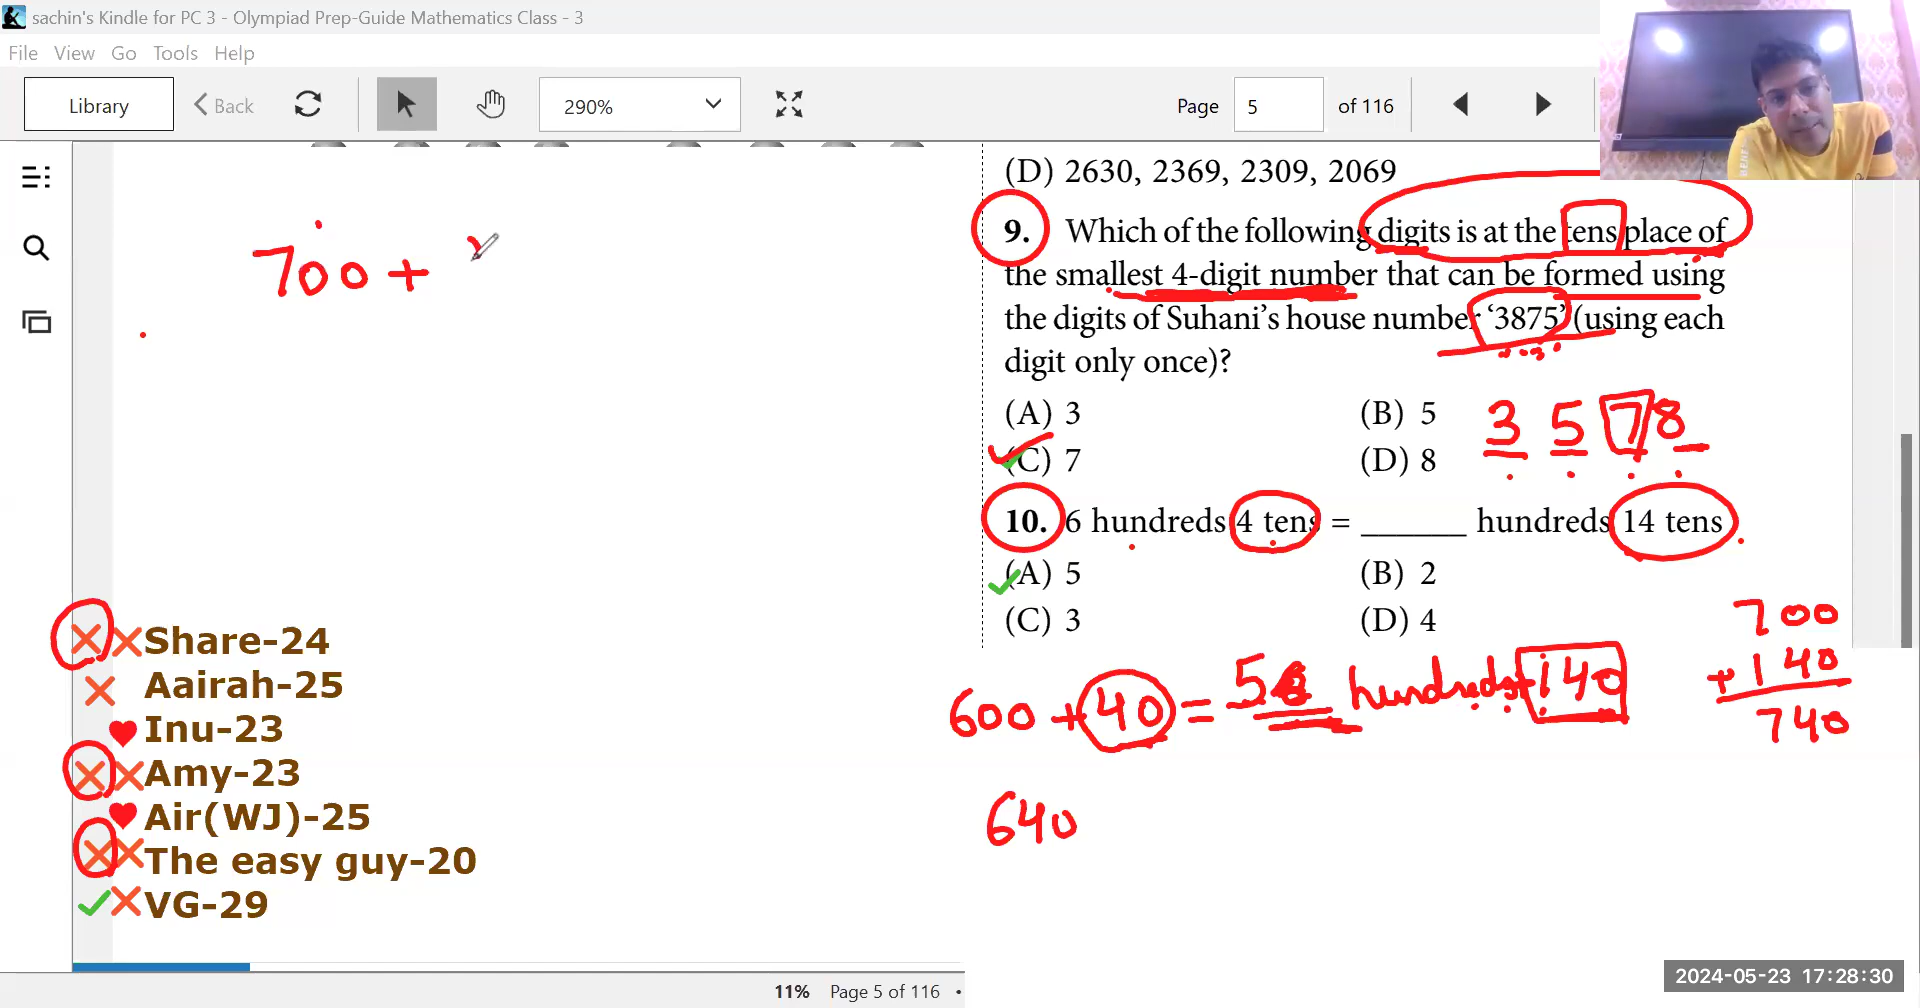 sachin's Kindle for PC 3 - Olympiad Prep-Guide Mathematics Class - 3
File View Go Tools Help
Library Back 290% Page 5 of 116
(D) 2630, 2369, 2309, 2069
9. Which of the following digits is at the tens place of
the smallest 4-digit number that can be formed using
the digits of Suhani's house number '3875' (using each
digit only once)?
(A) 3 (B) 5
(C) 7 (D) 8
3 5 7 8
10. 6 hundreds 4 tens = ______ hundreds 14 tens
(A) 5 (B) 2
(C) 3 (D) 4
600 + 40 = 5 hundreds + 140
640
700
+ 140
740
700 +
Share-24
Aairah-25
Inu-23
Amy-23
Air(WJ)-25
The easy guy-20
VG-29
11% Page 5 of 116 •
2024-05-23 17:28:30